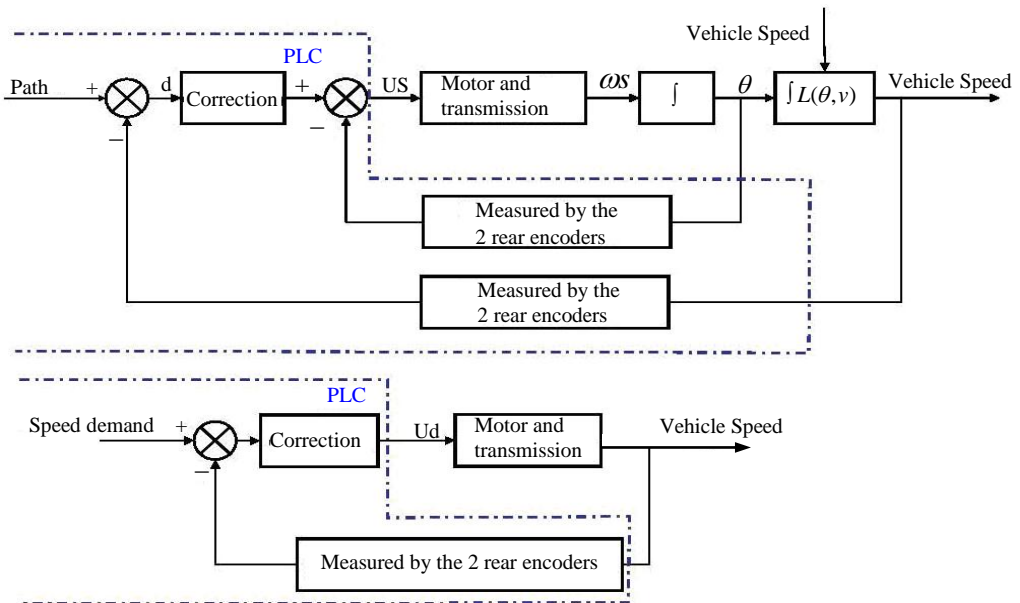 Vehicle Speed
PLC
Path
+
d
Correction
+
US
Motor and
transmission
ωs
∫
θ
∫L(θ,v)
Vehicle Speed
−
−
Measured by the
2 rear encoders
Measured by the
2 rear encoders
PLC
Speed demand
+
Correction
Ud
Motor and
transmission
Vehicle Speed
−
Measured by the 2 rear encoders